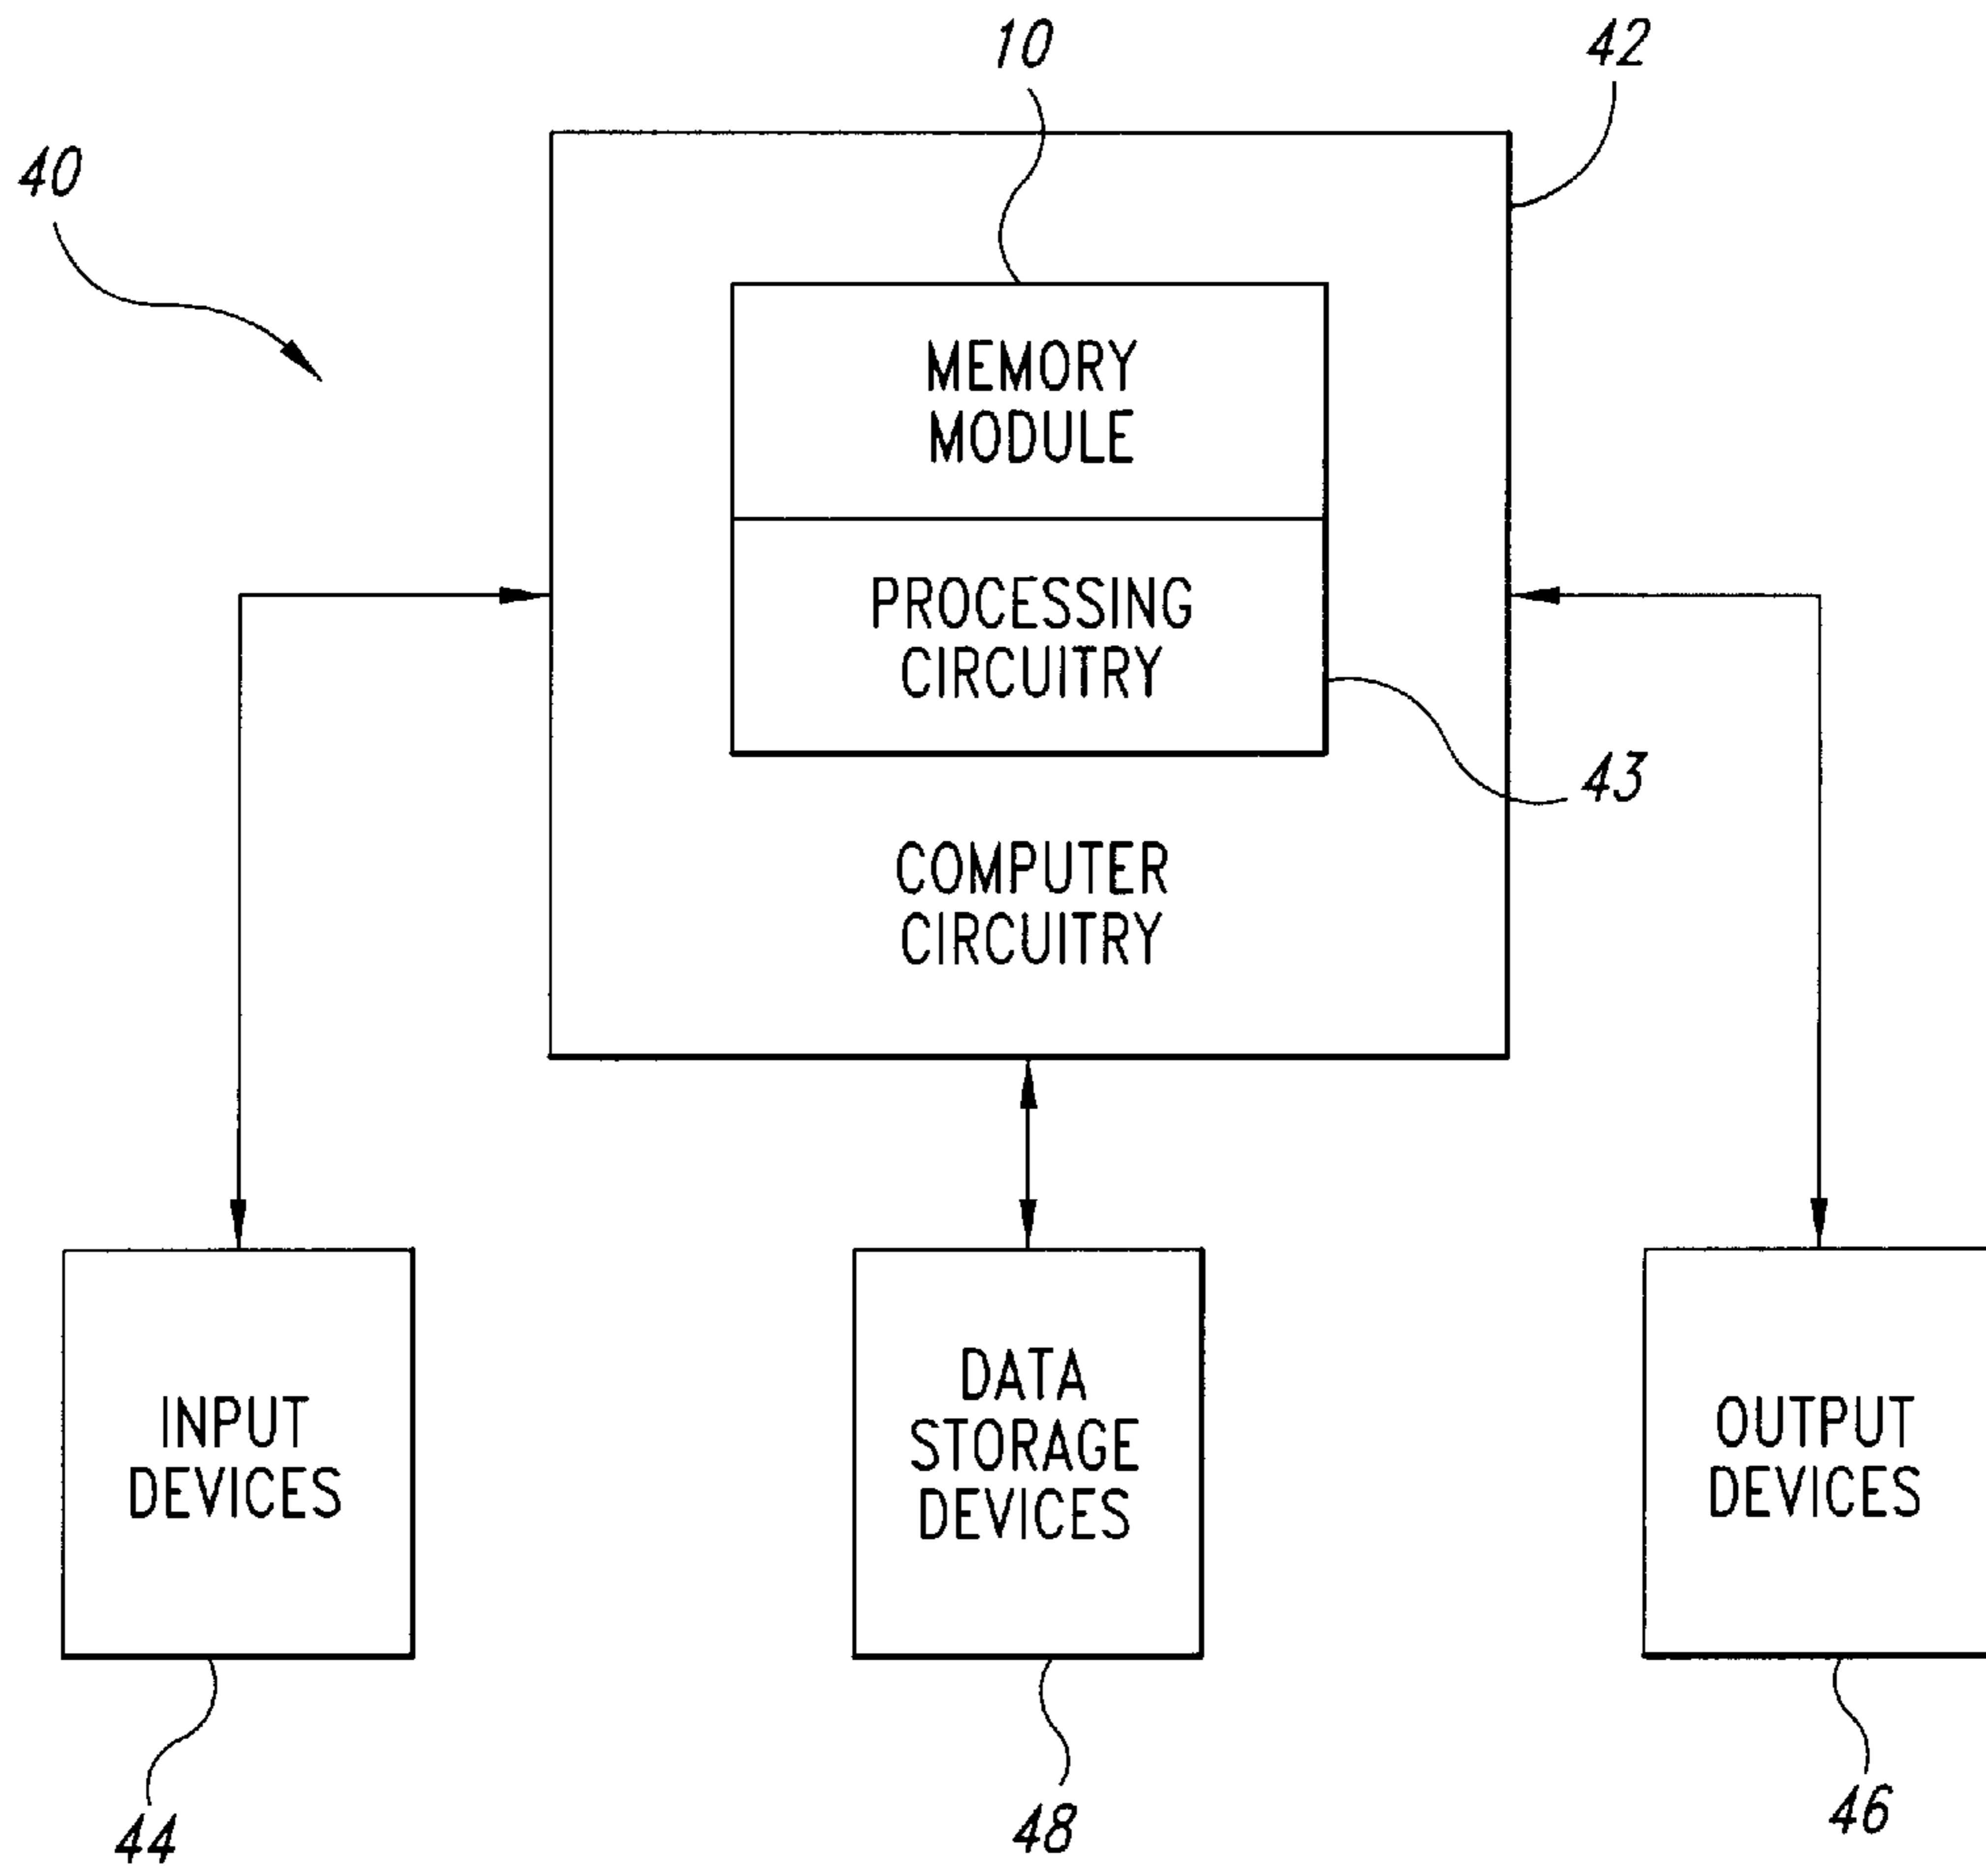 10
42
40
MEMORY
MODULE
PROCESSING
CIRCUITRY
43
COMPUTER
CIRCUITRY
INPUT
DEVICES
DATA
STORAGE
DEVICES
OUTPUT
DEVICES
44
48
46